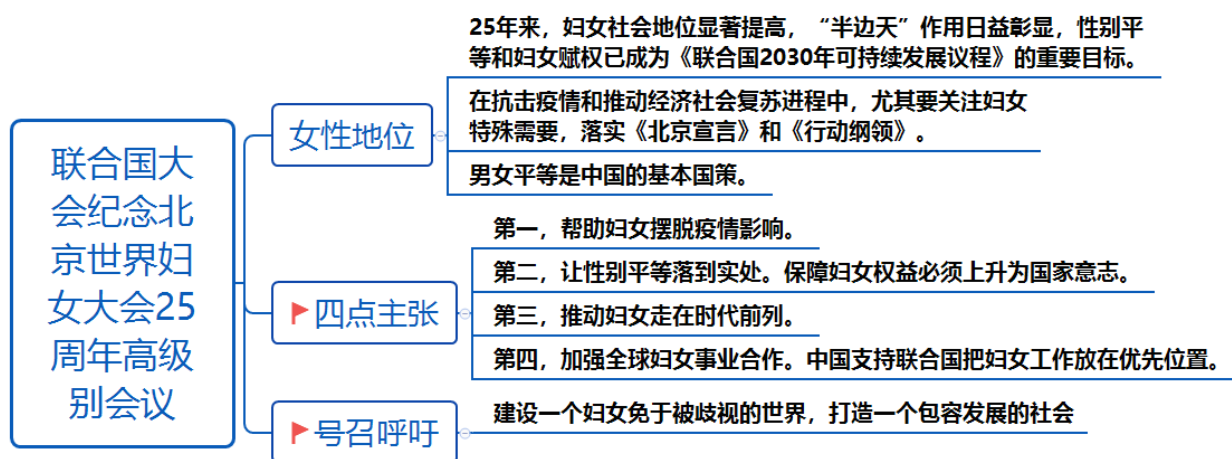 联合国大
会纪念北
京世界妇
女大会25
周年高级
别会议
女性地位
25年来，妇女社会地位显著提高，“半边天”作用日益彰显，性别平
等和妇女赋权已成为《联合国2030年可持续发展议程》的重要目标。
在抗击疫情和推动经济社会复苏进程中，尤其要关注妇女
特殊需要，落实《北京宣言》和《行动纲领》。
男女平等是中国的基本国策。
四点主张
第一，帮助妇女摆脱疫情影响。
第二，让性别平等落到实处。保障妇女权益必须上升为国家意志。
第三，推动妇女走在时代前列。
第四，加强全球妇女事业合作。中国支持联合国把妇女工作放在优先位置。
号召呼吁
建设一个妇女免于被歧视的世界，打造一个包容发展的社会